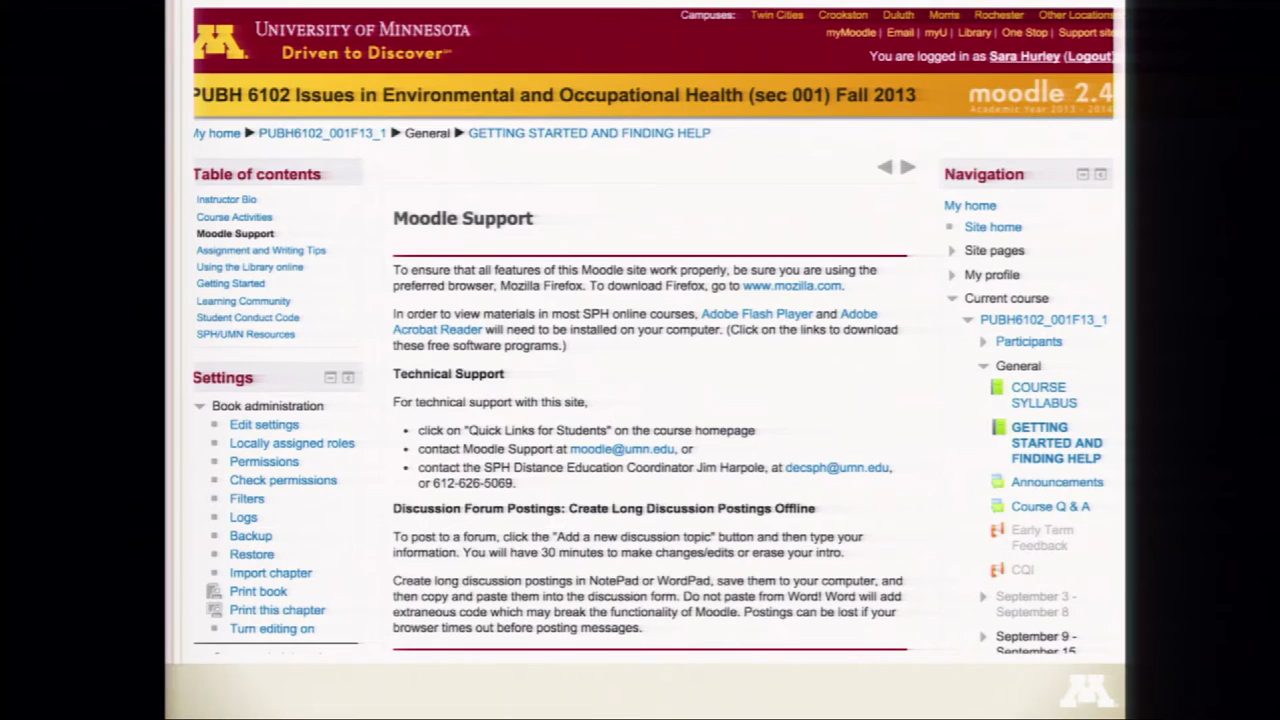 Campuses: Twin Cities Crookston Duluth Morris Rochester Other Locations
UNIVERSITY OF MINNESOTA
Driven to Discover
myMoodle | Email | myU | Library | One Stop | Support site
You are logged in as Sara Hurley (Logout)
PUBH 6102 Issues in Environmental and Occupational Health (sec 001) Fall 2013
moodle 2.4
Academic Year 2013 - 2014
My home ▶ PUBH6102_001F13_1 ▶ General ▶ GETTING STARTED AND FINDING HELP
Table of contents
Instructor Bio
Course Activities
Moodle Support
Assignment and Writing Tips
Using the Library online
Getting Started
Learning Community
Student Conduct Code
SPH/UMN Resources
Settings
Book administration
Edit settings
Locally assigned roles
Permissions
Check permissions
Filters
Logs
Backup
Restore
Import chapter
Print book
Print this chapter
Turn editing on
Moodle Support
To ensure that all features of this Moodle site work properly, be sure you are using the
preferred browser, Mozilla Firefox. To download Firefox, go to www.mozilla.com.
In order to view materials in most SPH online courses, Adobe Flash Player and Adobe
Acrobat Reader will need to be installed on your computer. (Click on the links to download
these free software programs.)
Technical Support
For technical support with this site,
• click on "Quick Links for Students" on the course homepage
• contact Moodle Support at moodle@umn.edu, or
• contact the SPH Distance Education Coordinator Jim Harpole, at decsph@umn.edu,
or 612-626-5069.
Discussion Forum Postings: Create Long Discussion Postings Offline
To post to a forum, click the "Add a new discussion topic" button and then type your
information. You will have 30 minutes to make changes/edits or erase your intro.
Create long discussion postings in NotePad or WordPad, save them to your computer, and
then copy and paste them into the discussion form. Do not paste from Word! Word will add
extraneous code which may break the functionality of Moodle. Postings can be lost if your
browser times out before posting messages.
Navigation
My home
Site home
Site pages
My profile
Current course
PUBH6102_001F13_1
Participants
General
COURSE
SYLLABUS
GETTING
STARTED AND
FINDING HELP
Announcements
Course Q & A
Early Term
Feedback
CQI
September 3 -
September 8
September 9 -
September 15